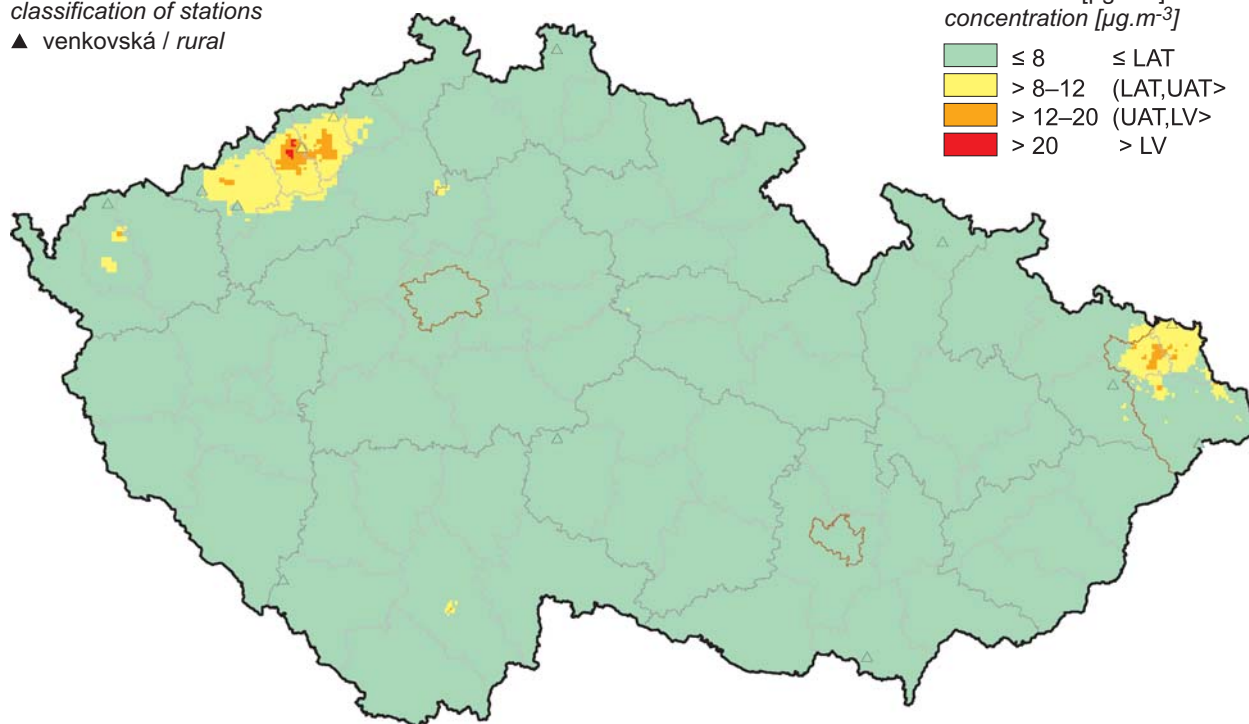 classification of stations
▲ venkovská / rural
concentration [µg.m-3]
≤ 8 ≤ LAT
> 8–12 (LAT,UAT>
> 12–20 (UAT,LV>
> 20 > LV